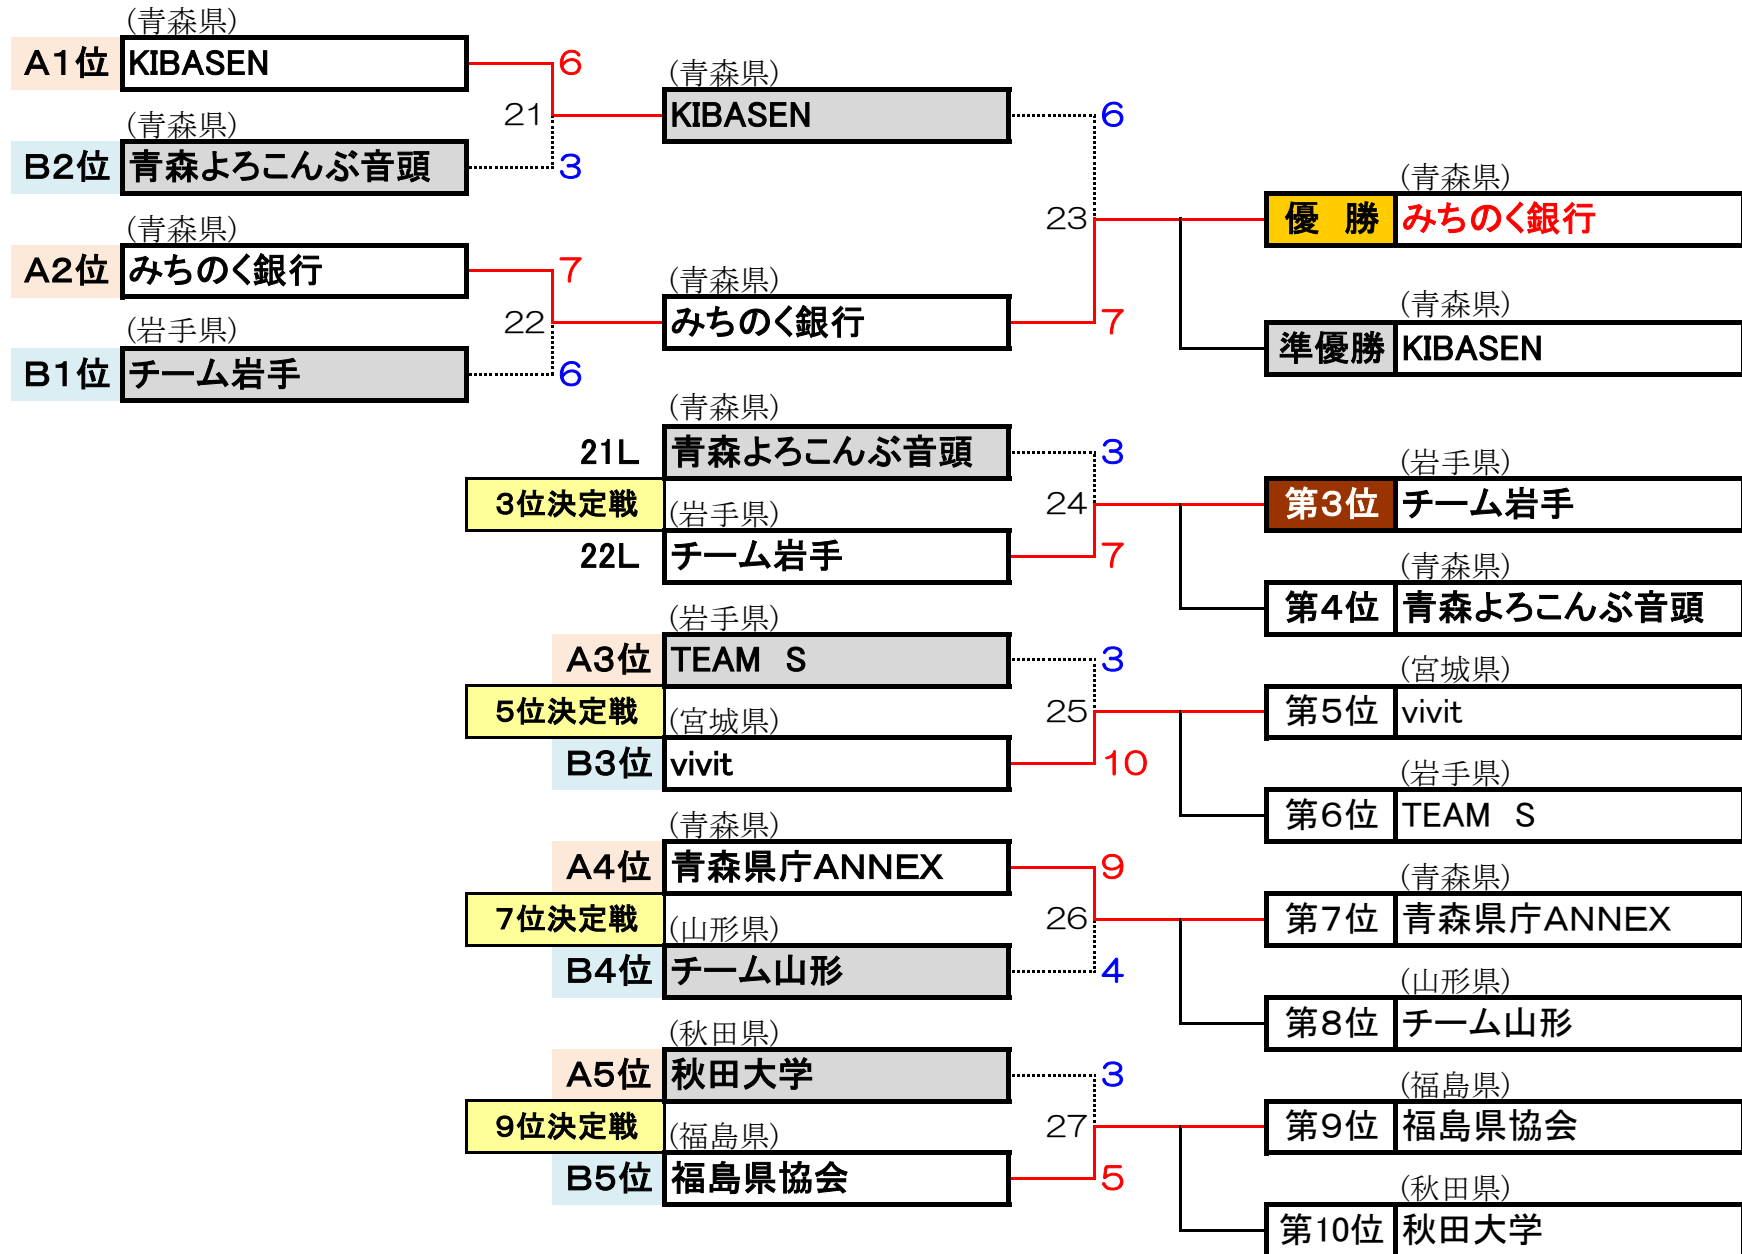 (青森県)
A1位 KIBASEN 6
(青森県)
21 KIBASEN 6
(青森県)
B2位 青森よろこんぶ音頭 3
(青森県)
23 優　勝 みちのく銀行
(青森県)
A2位 みちのく銀行 7
(青森県)
22 みちのく銀行 7
(岩手県)
B1位 チーム岩手 6
(青森県)
準優勝 KIBASEN
(青森県)
21L 青森よろこんぶ音頭 3
3位決定戦
24
(岩手県)
22L チーム岩手 7
(岩手県)
第3位 チーム岩手
(青森県)
第4位 青森よろこんぶ音頭
(岩手県)
A3位 TEAM　S 3
5位決定戦
25
(宮城県)
B3位 vivit 10
(宮城県)
第5位 vivit
(岩手県)
第6位 TEAM　S
(青森県)
A4位 青森県庁ANNEX 9
7位決定戦
26
(山形県)
B4位 チーム山形 4
(青森県)
第7位 青森県庁ANNEX
(山形県)
第8位 チーム山形
(秋田県)
A5位 秋田大学 3
9位決定戦
27
(福島県)
B5位 福島県協会 5
(福島県)
第9位 福島県協会
(秋田県)
第10位 秋田大学